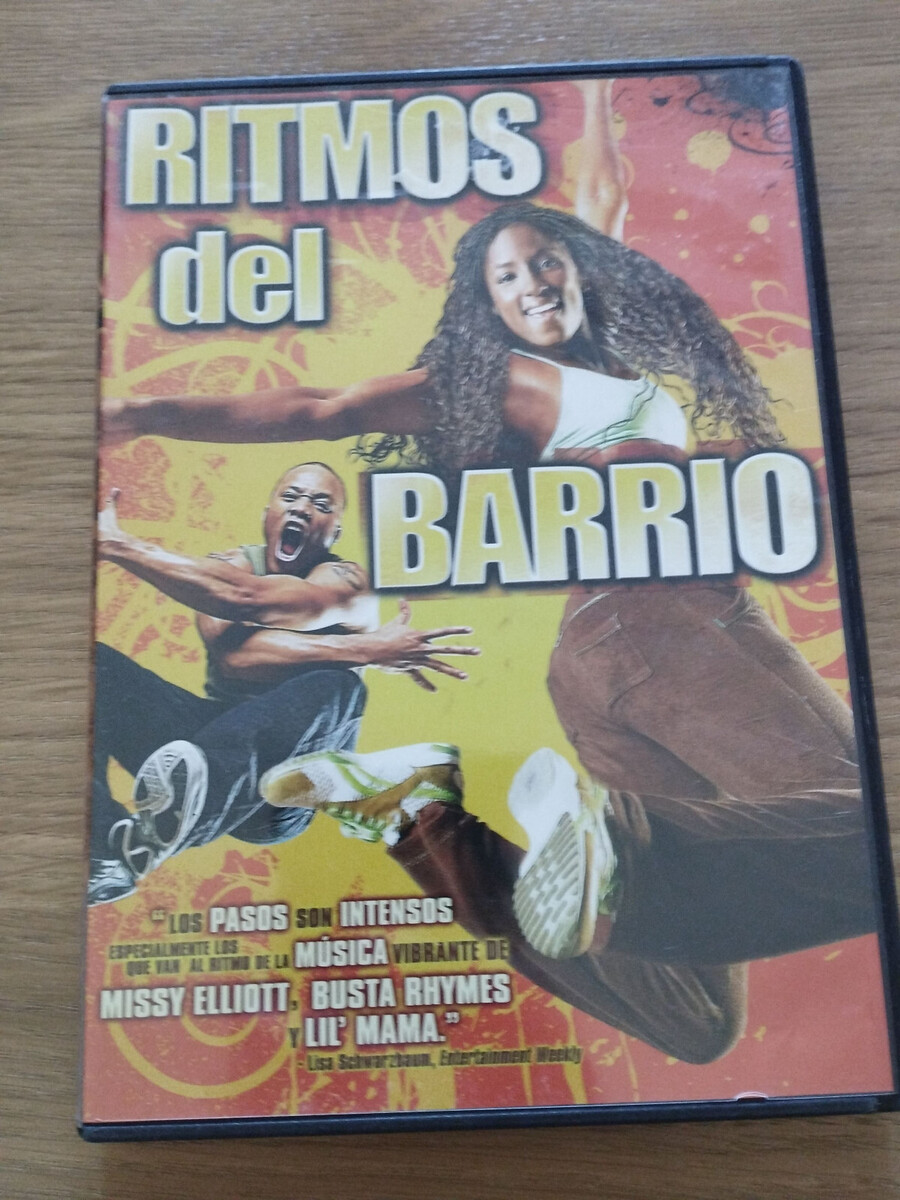 RITMOS
del
BARRIO
“LOS PASOS SON INTENSOS
ESPECIALMENTE LOS
QUE VAN AL RITMO DE LA MÚSICA VIBRANTE DE
MISSY ELLIOTT, BUSTA RHYMES
Y LIL' MAMA.”
- Lisa Schwarzbaum, Entertainment Weekly